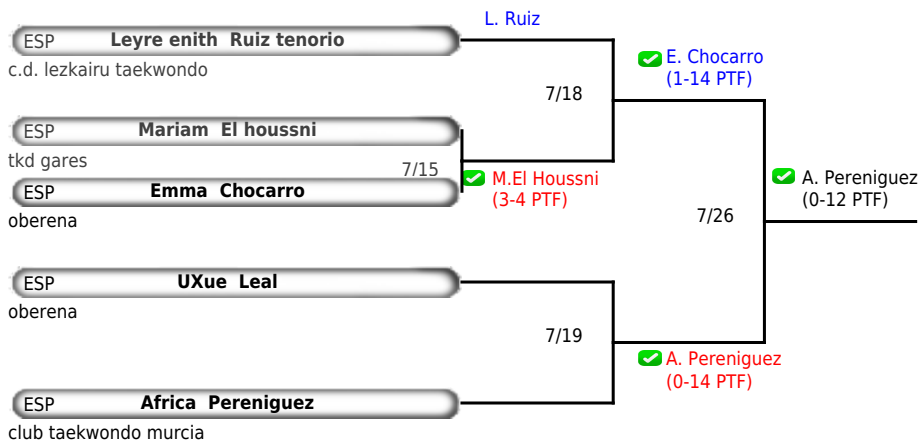 L. Ruiz
ESP Leyre enith Ruiz tenorio
c.d. lezkairu taekwondo
E. Chocarro
(1-14 PTF)
7/18
ESP Mariam El houssni
tkd gares
7/15
M.El Houssni
(3-4 PTF)
A. Pereniguez
(0-12 PTF)
ESP Emma Chocarro
oberena
7/26
ESP UXue Leal
oberena
7/19
A. Pereniguez
(0-14 PTF)
ESP Africa Pereniguez
club taekwondo murcia